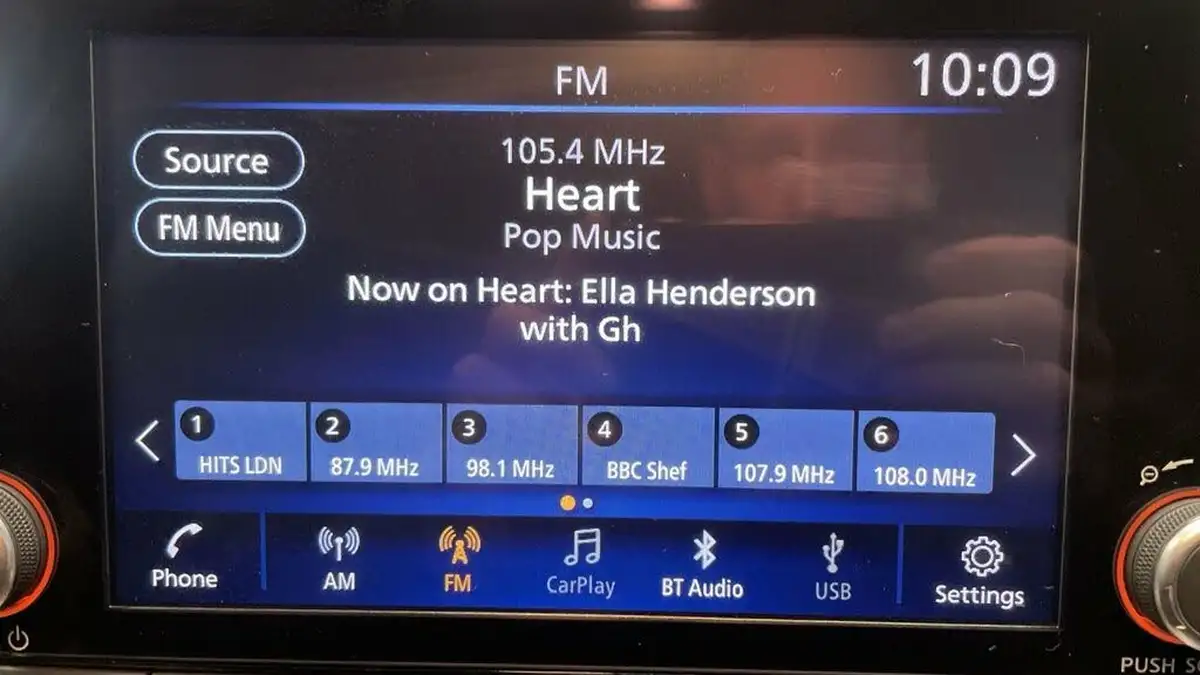 FM
10:09
Source
FM Menu
105.4 MHz
Heart
Pop Music
Now on Heart: Ella Henderson
with Gh
1
HITS LDN
2
87.9 MHz
3
98.1 MHz
4
BBC Shef
5
107.9 MHz
6
108.0 MHz
Phone
AM
FM
CarPlay
BT Audio
USB
Settings
PUSH